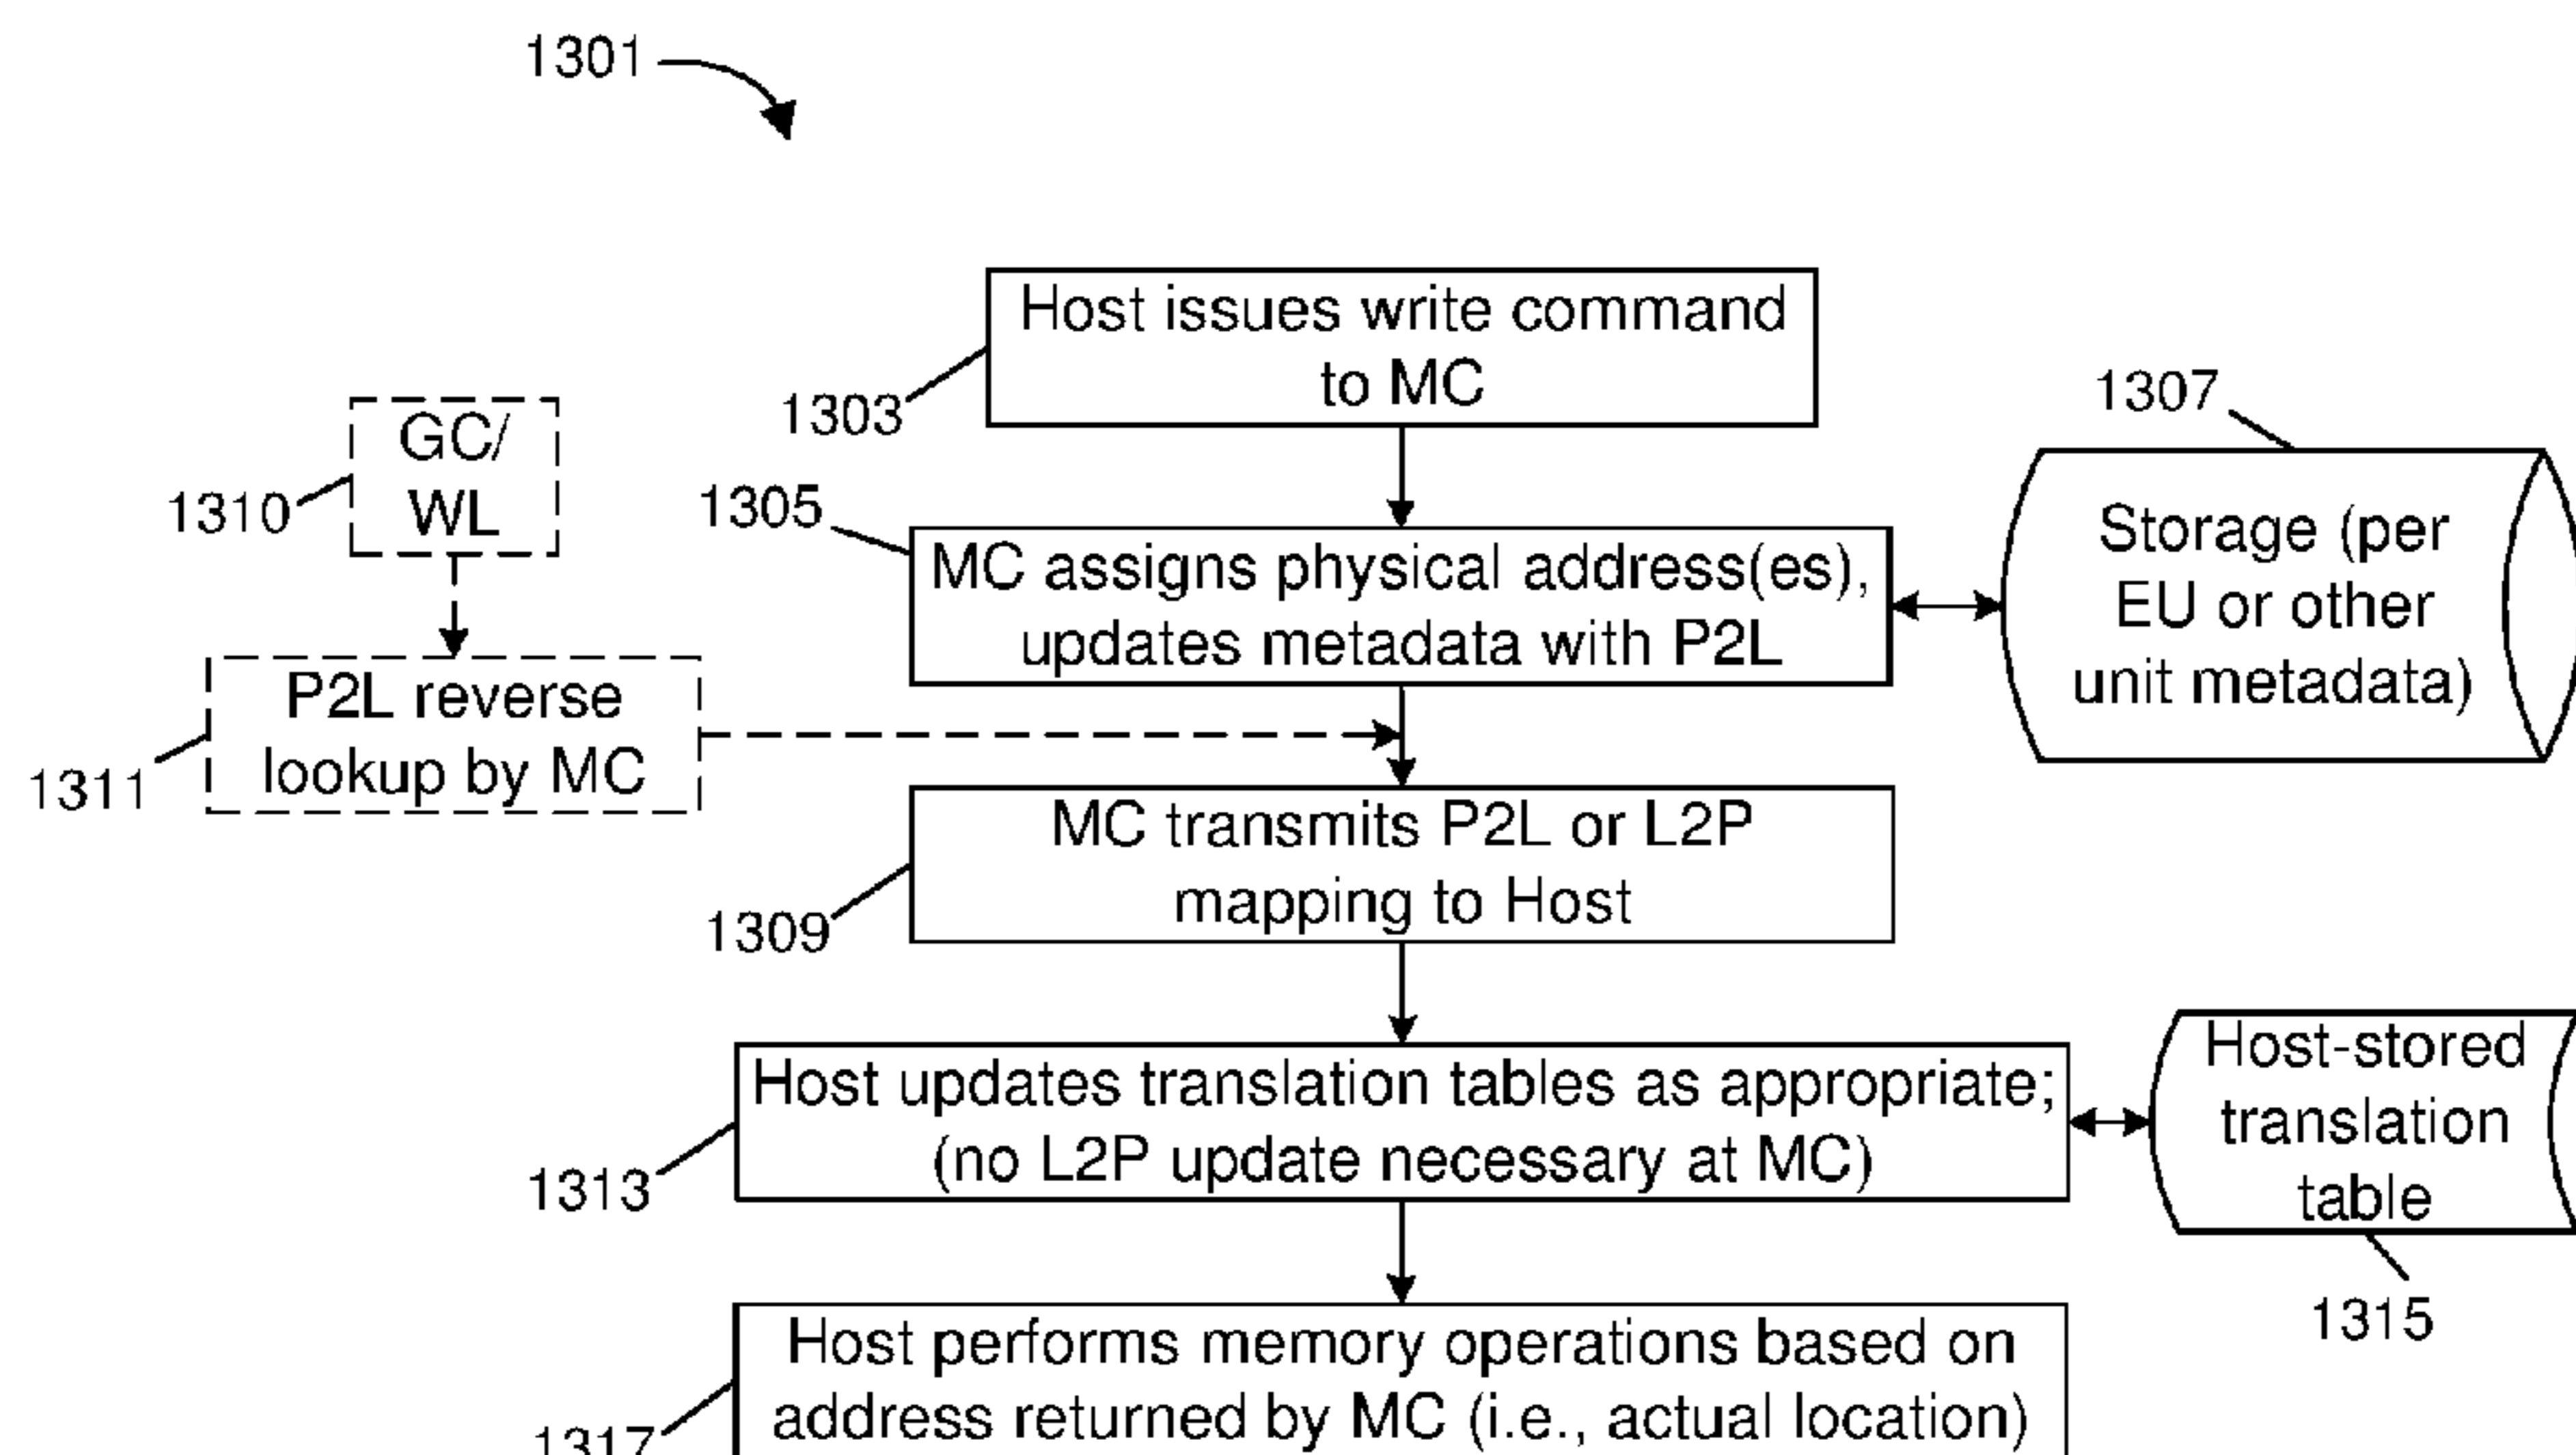 1301
Host issues write command
to MC
1303
1307
GC/
WL
1310
1305
MC assigns physical address(es),
updates metadata with P2L
Storage (per
EU or other
unit metadata)
P2L reverse
lookup by MC
1311
MC transmits P2L or L2P
mapping to Host
1309
Host updates translation tables as appropriate;
(no L2P update necessary at MC)
1313
Host-stored
translation
table
1315
Host performs memory operations based on
address returned by MC (i.e., actual location)
1317